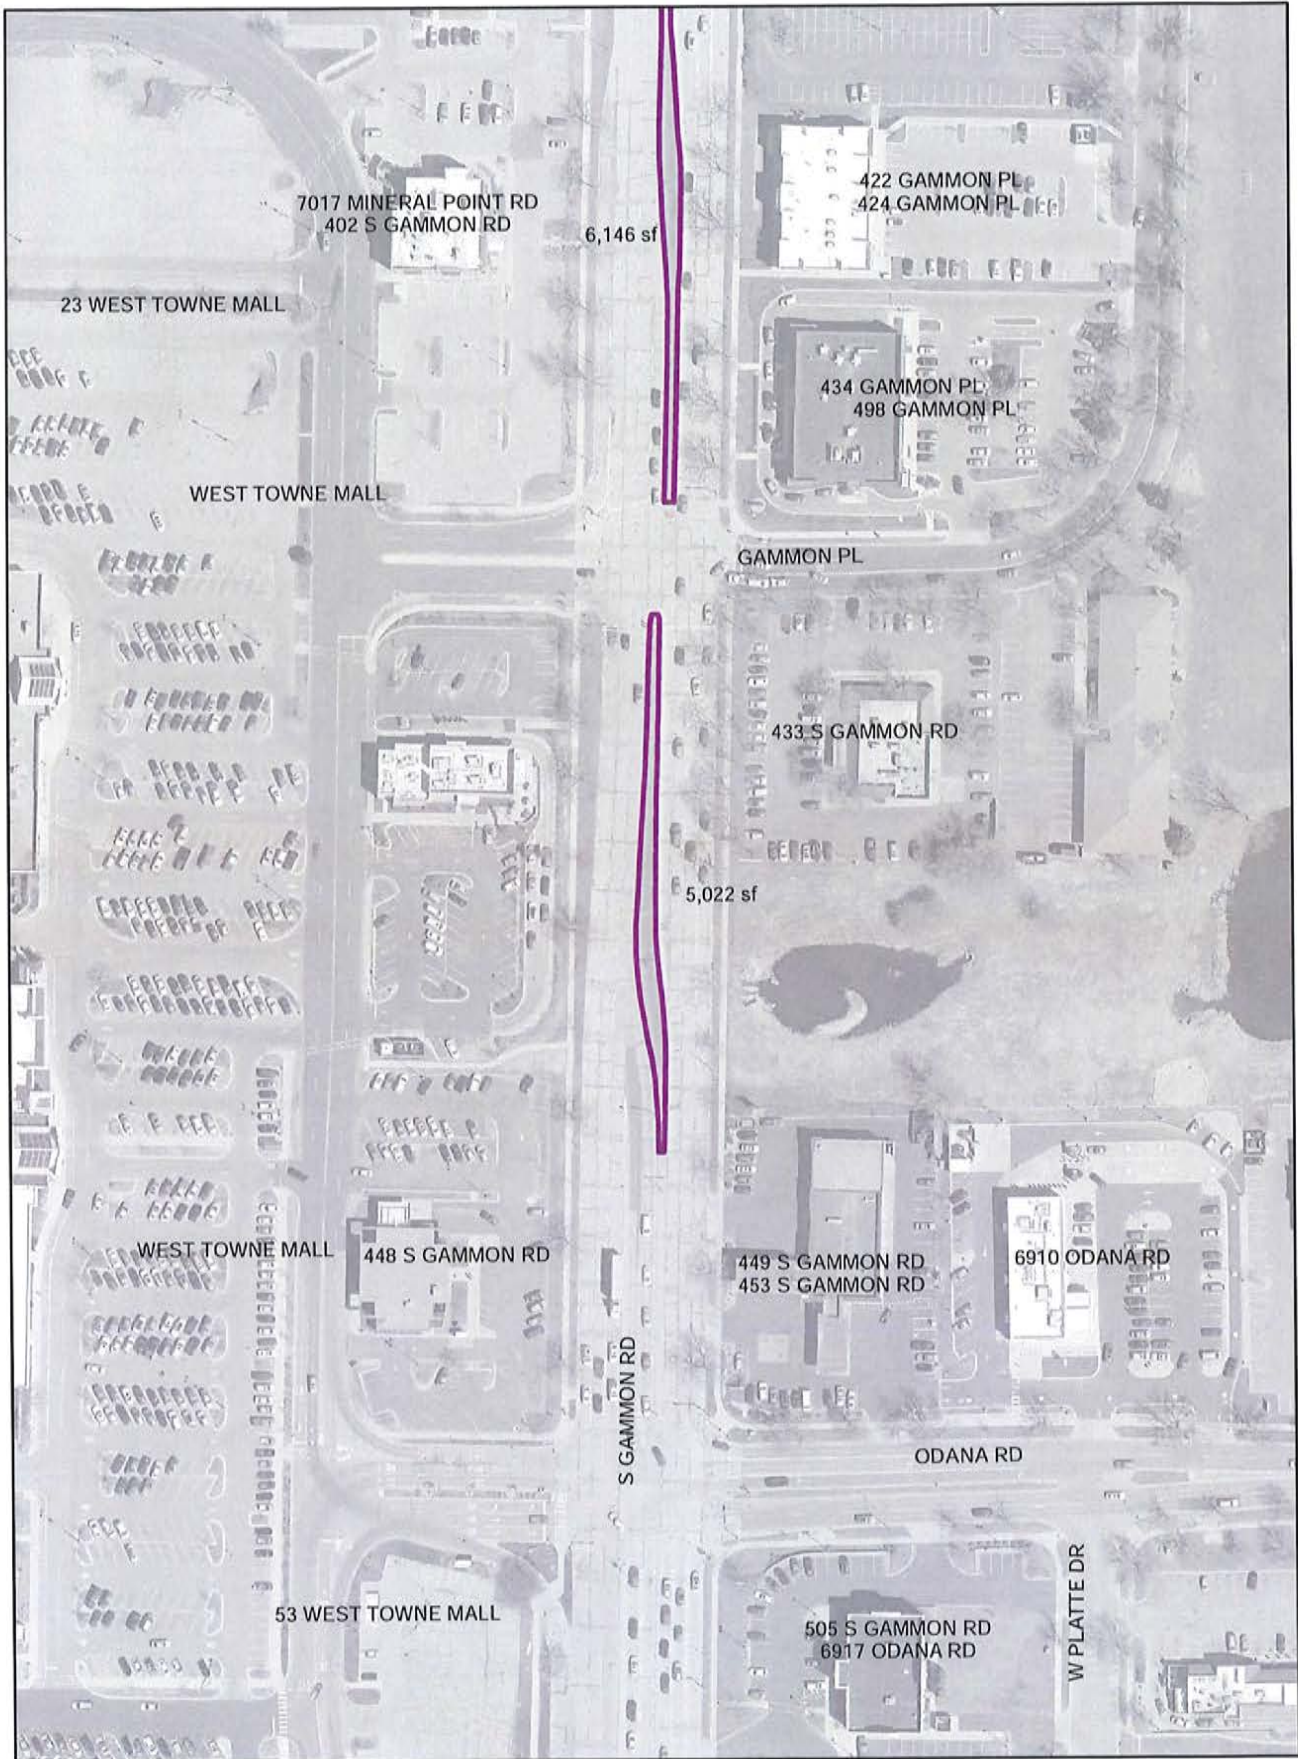 422 GAMMON PL
424 GAMMON PL
7017 MINERAL POINT RD
402 S GAMMON RD
6,146 sf
23 WEST TOWNE MALL
434 GAMMON PL
498 GAMMON PL
WEST TOWNE MALL
GAMMON PL
433 S GAMMON RD
5,022 sf
WEST TOWNE MALL
448 S GAMMON RD
449 S GAMMON RD
453 S GAMMON RD
6910 ODANA RD
S GAMMON RD
ODANA RD
W PLATTE DR
53 WEST TOWNE MALL
505 S GAMMON RD
6917 ODANA RD